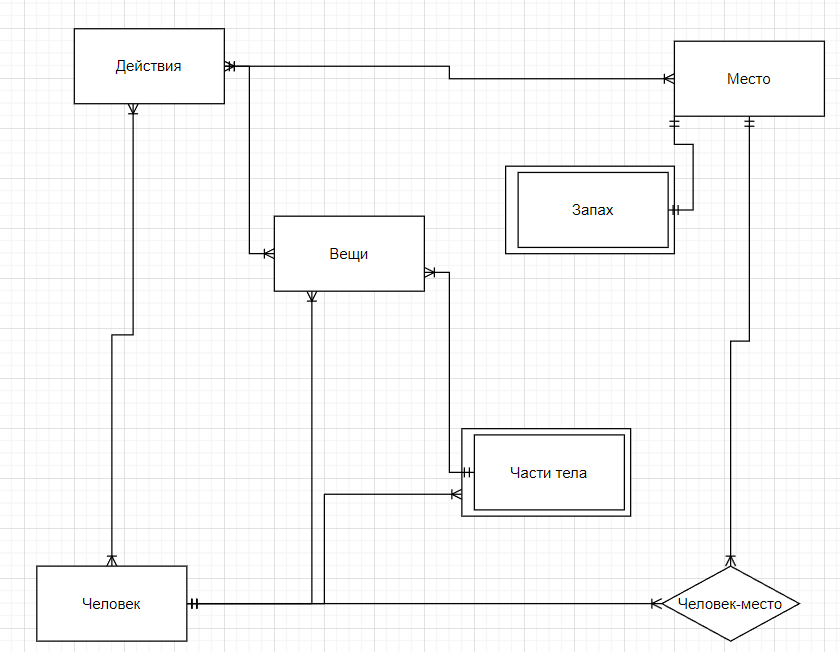 Действия
Место
Запах
Вещи
Части тела
Человек
Человек-место